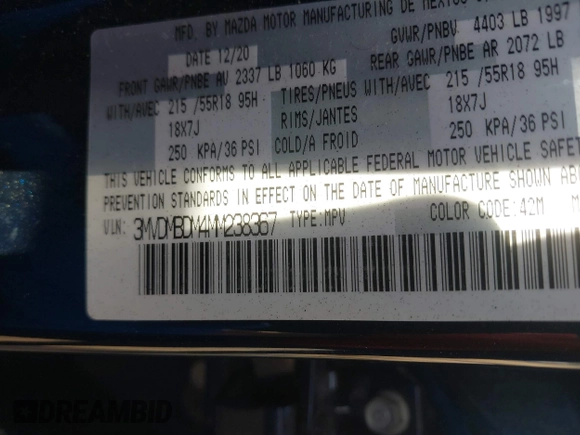 MFD. BY MAZDA MOTOR MANUFACTURING DE MEXICO
DATE 12/20 GVWR/PNBV 4403 LB 1997
FRONT GAWR/PNBE AV 2337 LB 1060 KG REAR GAWR/PNBE AR 2072 LB
WITH/AVEC 215 /55R18 95H TIRES/PNEUS WITH/AVEC 215 /55R18 95H
18X7J RIMS/JANTES 18X7J
250 KPA/36 PSI COLD/A FROID 250 KPA/36 PSI
THIS VEHICLE CONFORMS TO ALL APPLICABLE FEDERAL MOTOR VEHICLE SAFETY
PREVENTION STANDARDS IN EFFECT ON THE DATE OF MANUFACTURE SHOWN
VIN: 3MVDMBDM4MM238367 TYPE:MPV COLOR CODE:42M
DREAMBID